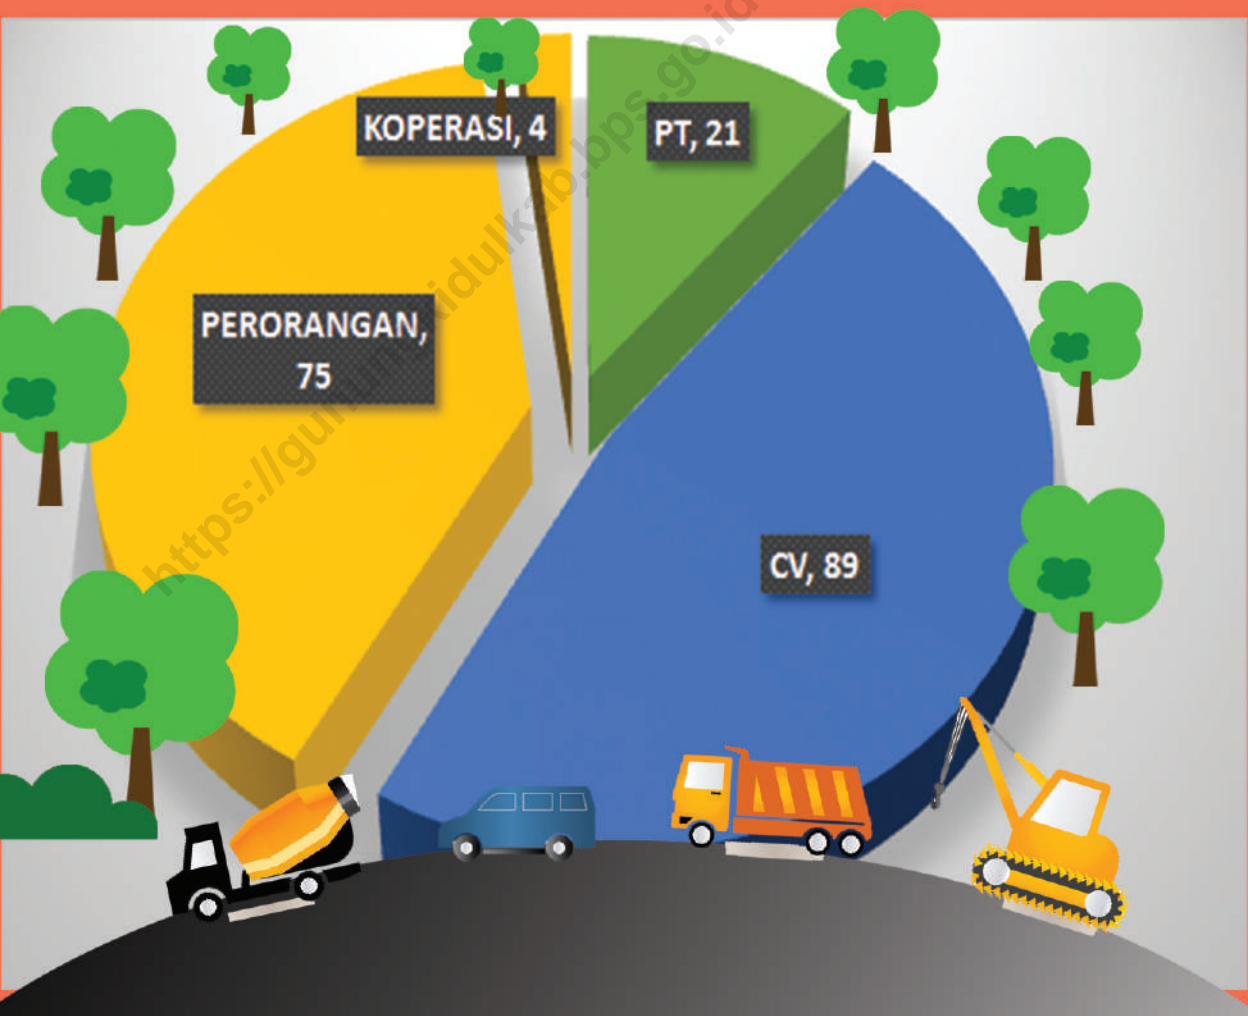 KOPERASI, 4
PT, 21
PERORANGAN,
75
CV, 89
https://gunungkidulkab.bps.go.id